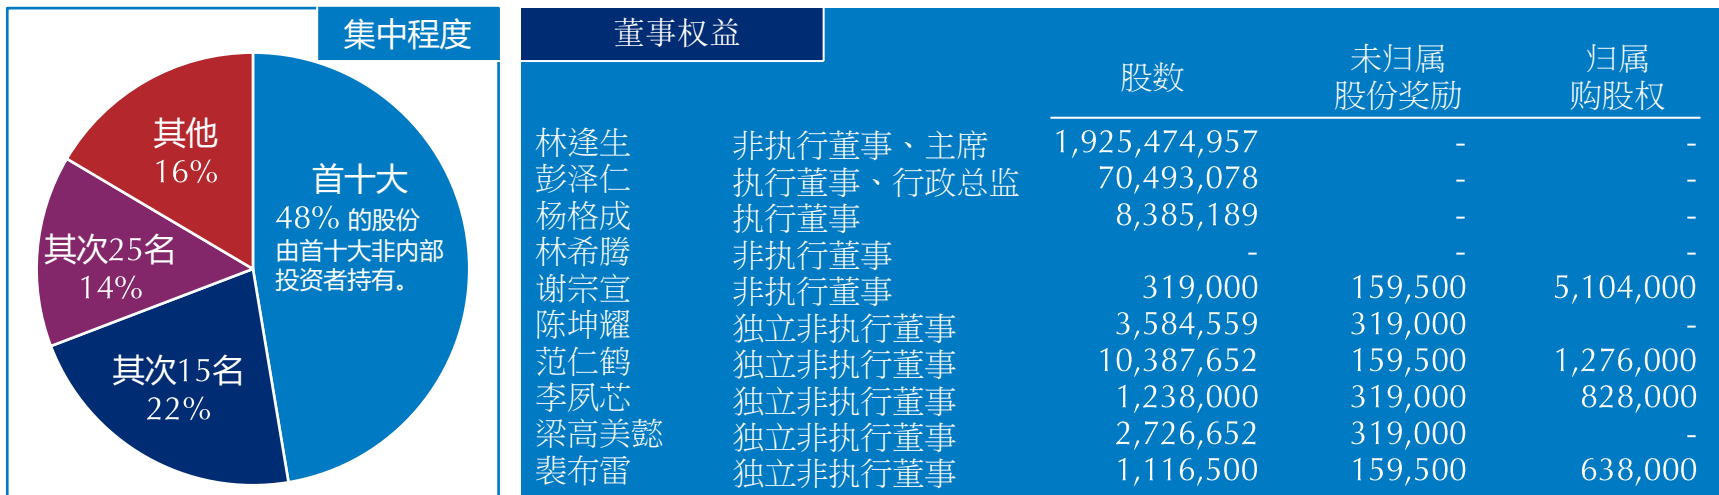 集中程度
其他
16%
首十大
48% 的股份
由首十大非内部
投资者持有。
其次25名
14%
其次15名
22%
董事权益
股数
未归属
股份奖励
归属
购股权
林逢生 非执行董事、主席 1,925,474,957 - -
彭泽仁 执行董事、行政总监 70,493,078 - -
杨格成 执行董事 8,385,189 - -
林希腾 非执行董事 - - -
谢宗宣 非执行董事 319,000 159,500 5,104,000
陈坤耀 独立非执行董事 3,584,559 319,000 -
范仁鹤 独立非执行董事 10,387,652 159,500 1,276,000
李夙芯 独立非执行董事 1,238,000 319,000 828,000
梁高美懿 独立非执行董事 2,726,652 319,000 -
裴布雷 独立非执行董事 1,116,500 159,500 638,000